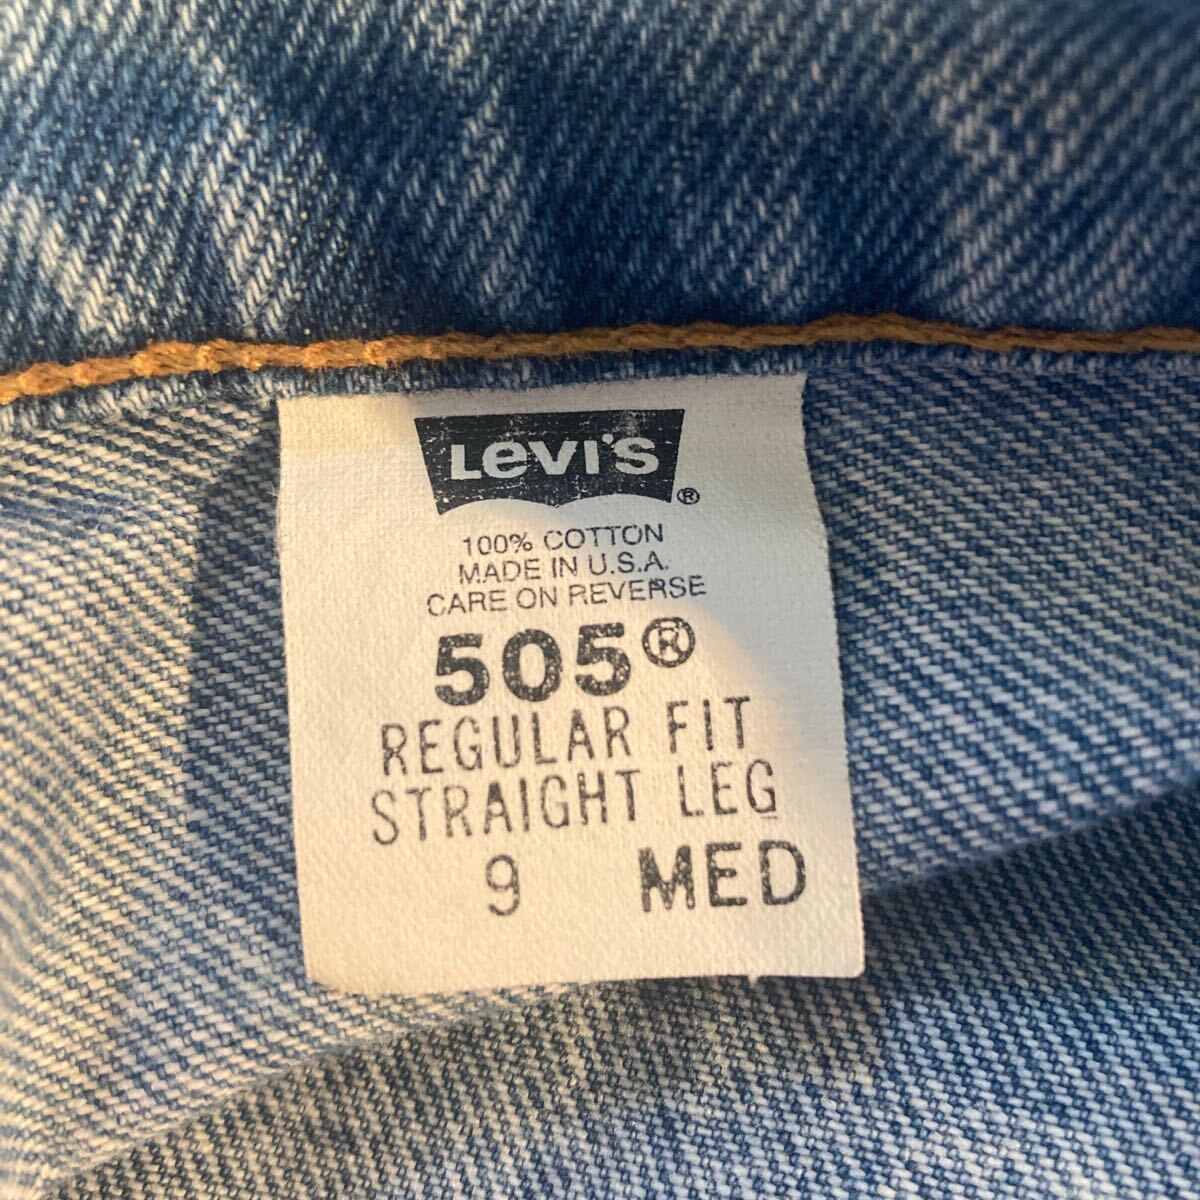 Levi's ®
100% COTTON
MADE IN U.S.A.
CARE ON REVERSE
505®
REGULAR FIT
STRAIGHT LEG
9 MED